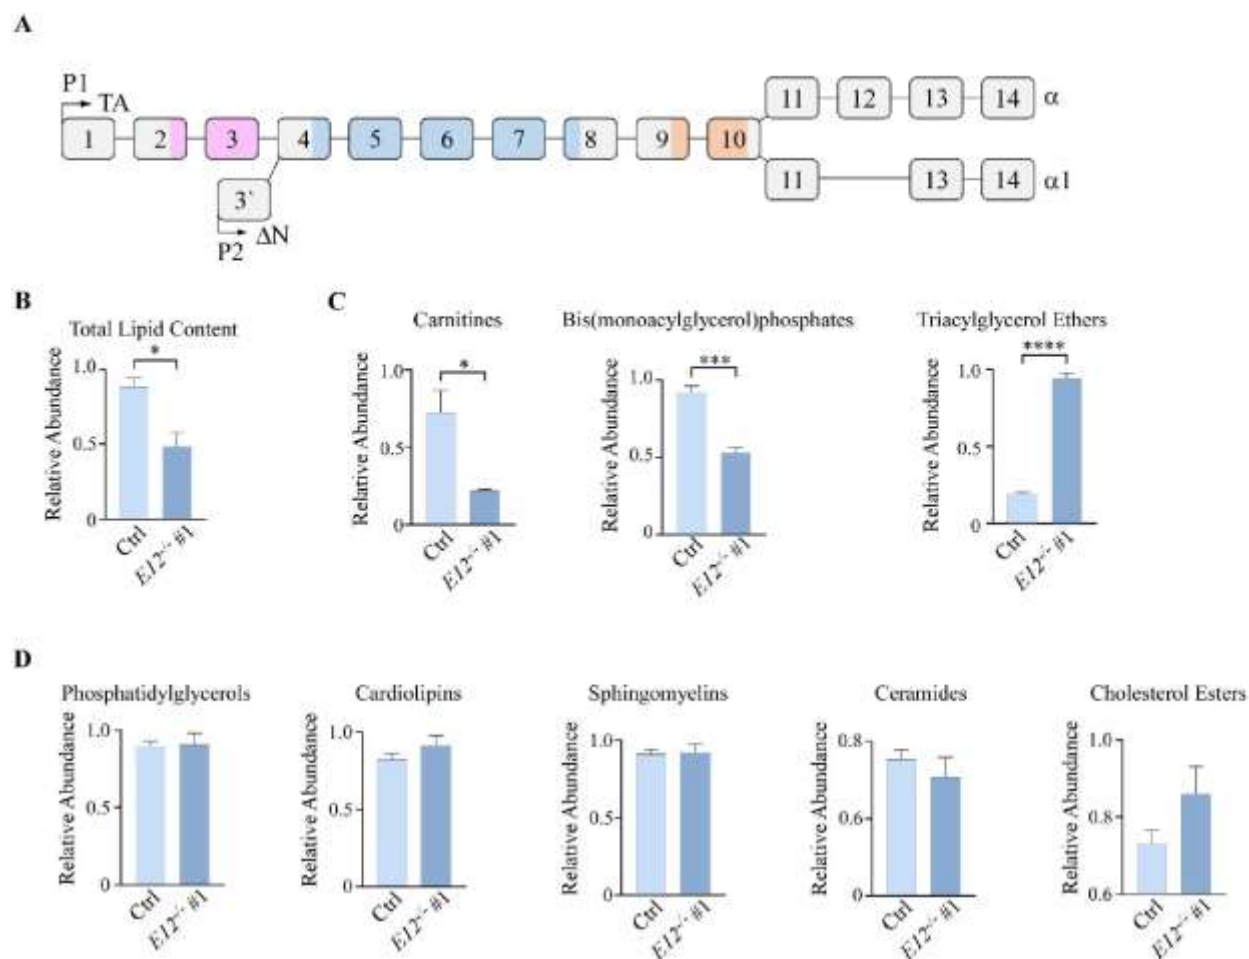 A
P1
TA
1 2 3 4 5 6 7 8 9 10
11 12 13 14 α
11 13 14 α1
3`
P2 ΔN
B
Total Lipid Content
Relative Abundance
1.0
*
0.5
0
Ctrl
E12-/- #1
C
Carnitines
Relative Abundance
1.0
*
0.5
0
Ctrl
E12-/- #1
Bis(monoacylglycerol)phosphates
Relative Abundance
1.0
***
0.5
0
Ctrl
E12-/- #1
Triacylglycerol Ethers
Relative Abundance
1.0
****
0.5
0
Ctrl
E12-/- #1
D
Phosphatidylglycerols
Relative Abundance
1.0
0.5
0
Ctrl
E12-/- #1
Cardiolipins
Relative Abundance
1.0
0.5
0
Ctrl
E12-/- #1
Sphingomyelins
Relative Abundance
1.0
0.5
0
Ctrl
E12-/- #1
Ceramides
Relative Abundance
0.8
0.6
0
Ctrl
E12-/- #1
Cholesterol Esters
Relative Abundance
1.0
0.8
0.6
Ctrl
E12-/- #1